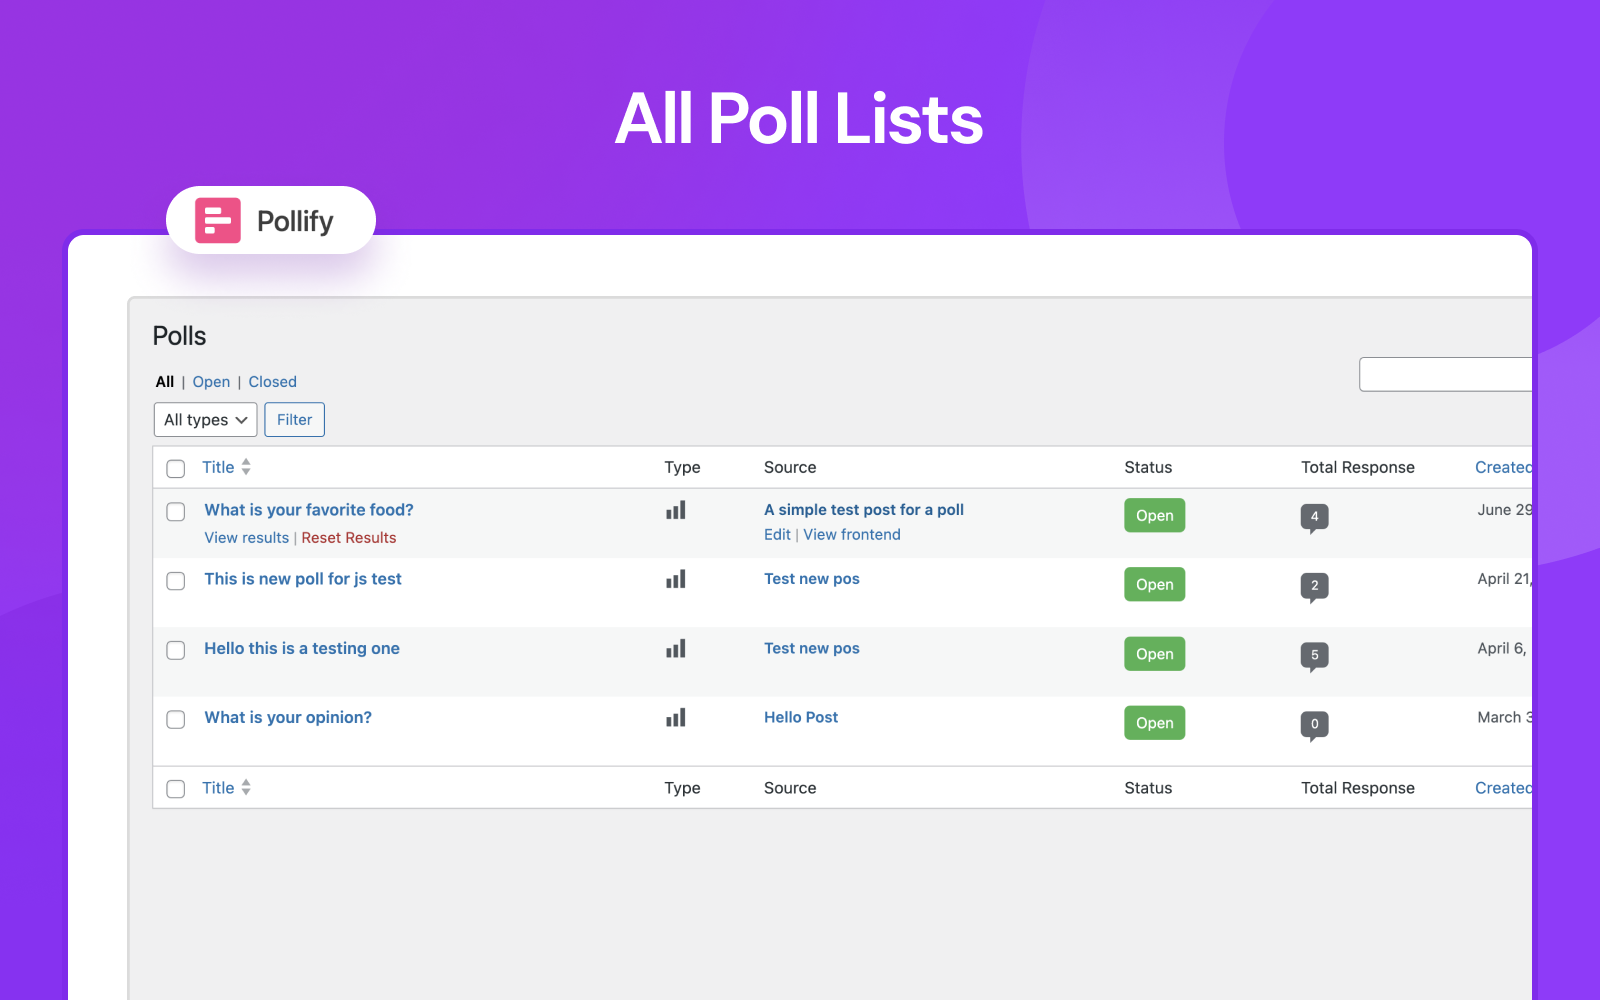 All Poll Lists
Pollify
Polls
All | Open | Closed
All types Filter
Title Type Source Status Total Response Created
What is your favorite food? A simple test post for a poll Open 4 June 29
View results | Reset Results Edit | View frontend
This is new poll for js test Test new pos Open 2 April 21,
Hello this is a testing one Test new pos Open 5 April 6,
What is your opinion? Hello Post Open 0 March 3
Title Type Source Status Total Response Created